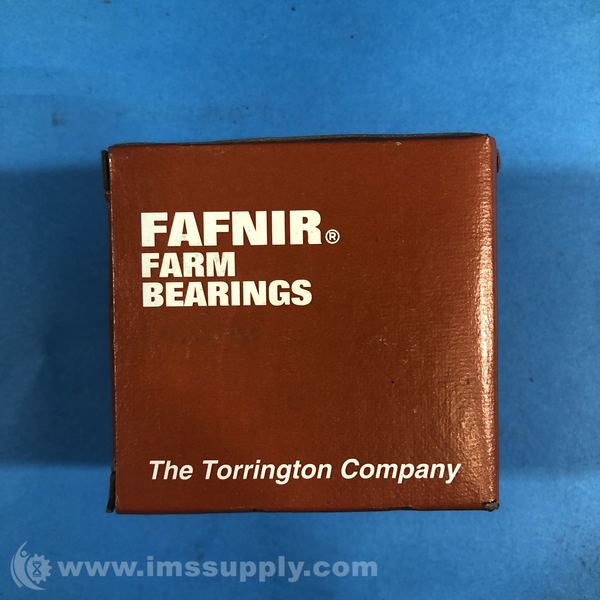 FAFNIR®
FARM
BEARINGS
The Torrington Company
www.imssupply.com